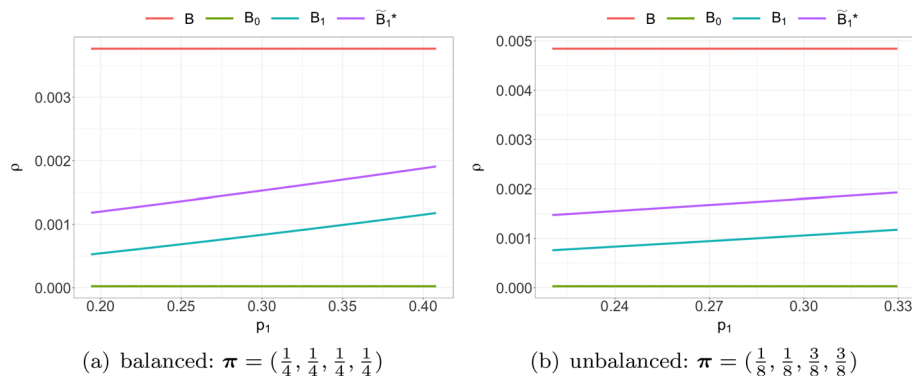 B B₀ B₁ B̃₁*
0.003
0.002
0.001
0.000
ρ
0.20 0.25 0.30 0.35 0.40
p₁
(a) balanced: π = (1/4, 1/4, 1/4, 1/4)
B B₀ B₁ B̃₁*
0.005
0.004
0.003
0.002
0.001
0.000
ρ
0.24 0.27 0.30 0.33
p₁
(b) unbalanced: π = (1/8, 1/8, 3/8, 3/8)